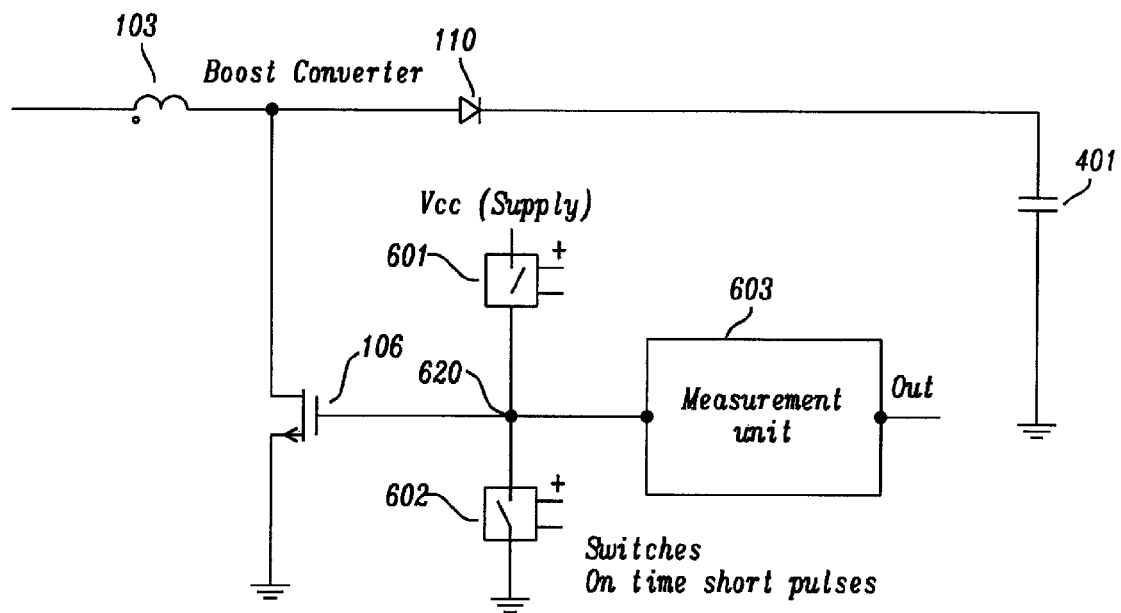 103
Boost Converter
110
401
Vcc (Supply)
601
+
603
106
620
Measurement
unit
Out
602
+
Switches
On time short pulses